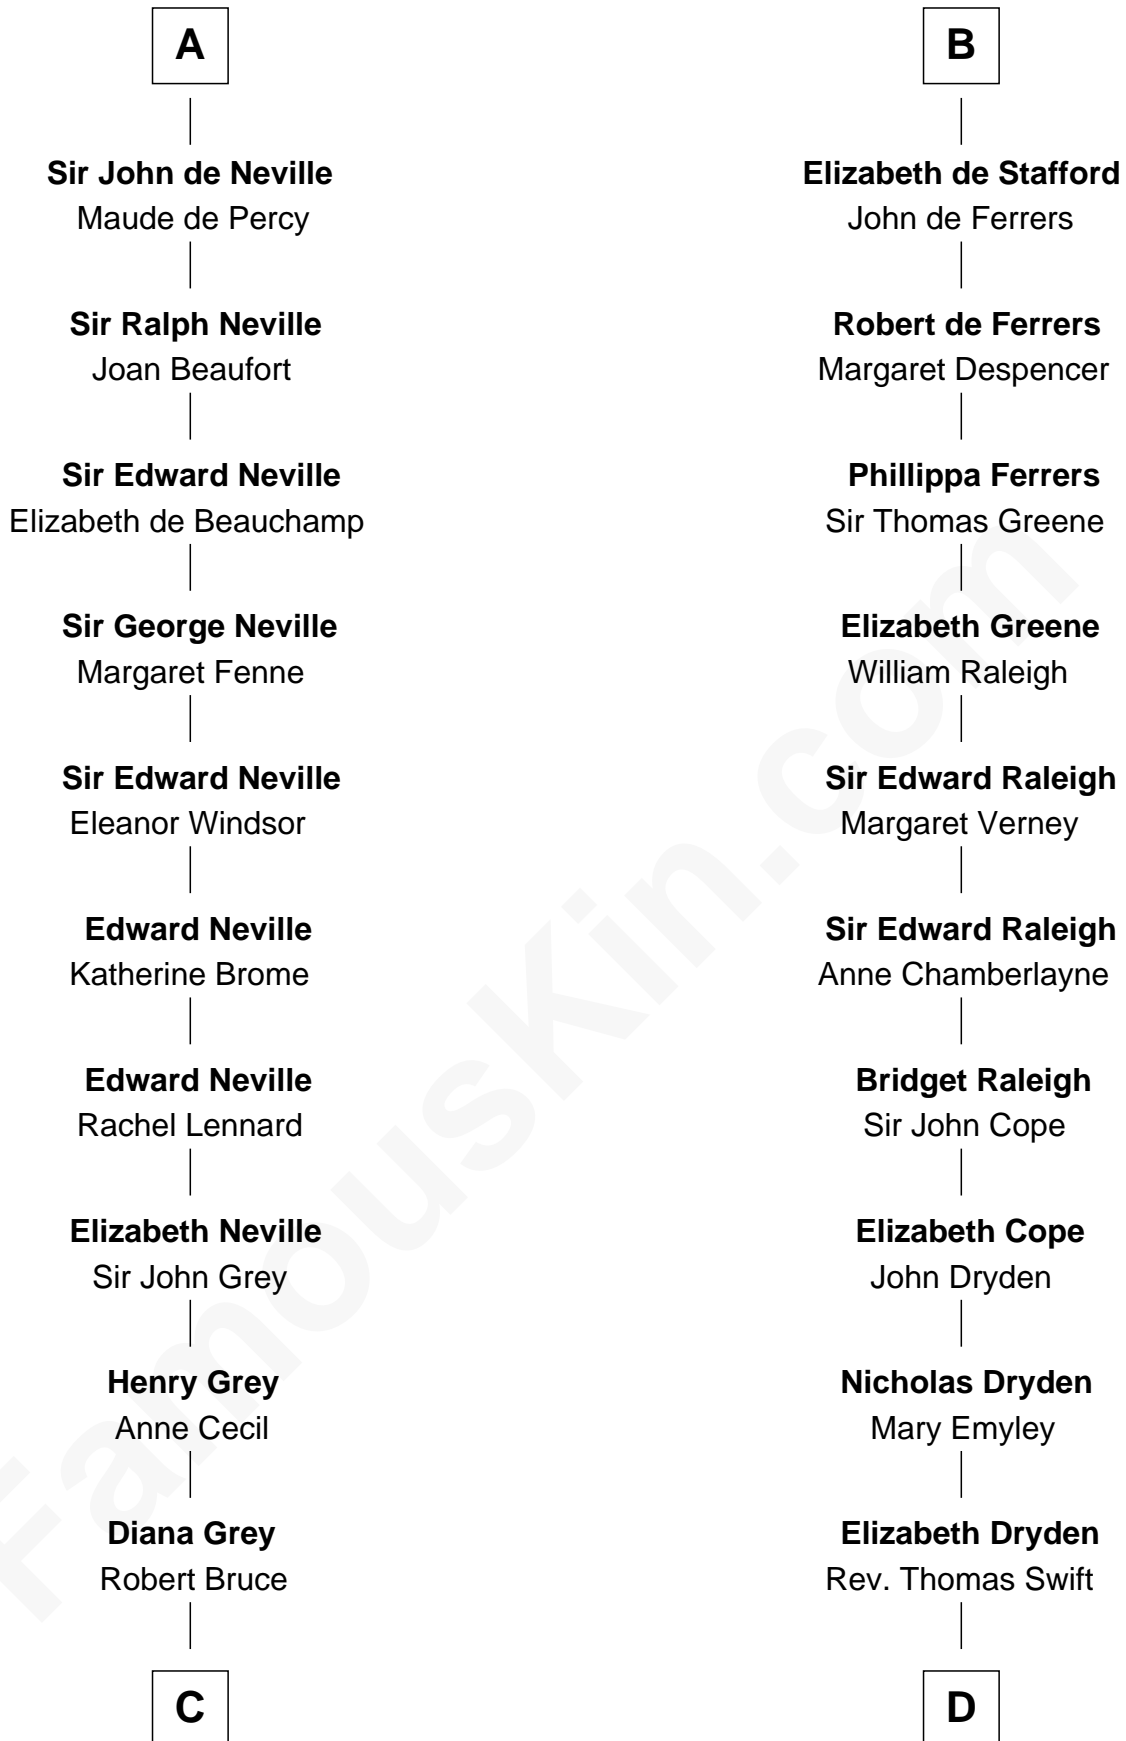 A
Sir John de Neville
Maude de Percy
Sir Ralph Neville
Joan Beaufort
Sir Edward Neville
Elizabeth de Beauchamp
Sir George Neville
Margaret Fenne
Sir Edward Neville
Eleanor Windsor
Edward Neville
Katherine Brome
Edward Neville
Rachel Lennard
Elizabeth Neville
Sir John Grey
Henry Grey
Anne Cecil
Diana Grey
Robert Bruce
C
B
Elizabeth de Stafford
John de Ferrers
Robert de Ferrers
Margaret Despencer
Phillippa Ferrers
Sir Thomas Greene
Elizabeth Greene
William Raleigh
Sir Edward Raleigh
Margaret Verney
Sir Edward Raleigh
Anne Chamberlayne
Bridget Raleigh
Sir John Cope
Elizabeth Cope
John Dryden
Nicholas Dryden
Mary Emyley
Elizabeth Dryden
Rev. Thomas Swift
D
FamousKin.com